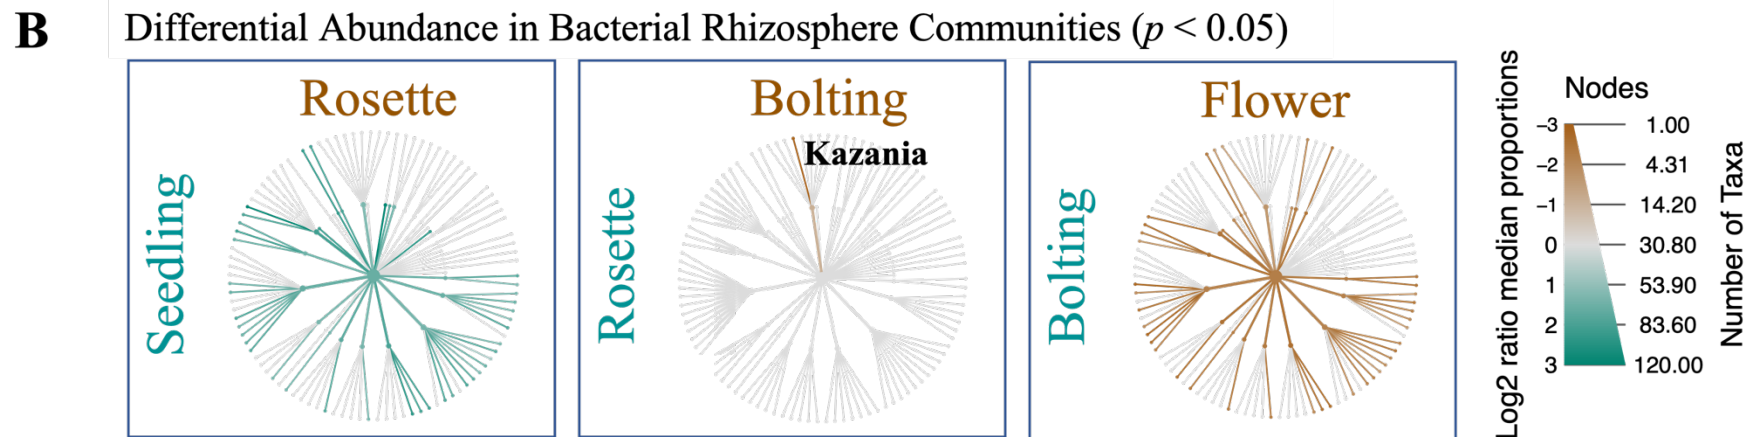 B
Differential Abundance in Bacterial Rhizosphere Communities (p < 0.05)
Rosette
Seedling
Bolting
Kazania
Rosette
Flower
Bolting
Log2 ratio median proportions
Nodes
−3 1.00
−2 4.31
−1 14.20
0 30.80
1 53.90
2 83.60
3 120.00
Number of Taxa